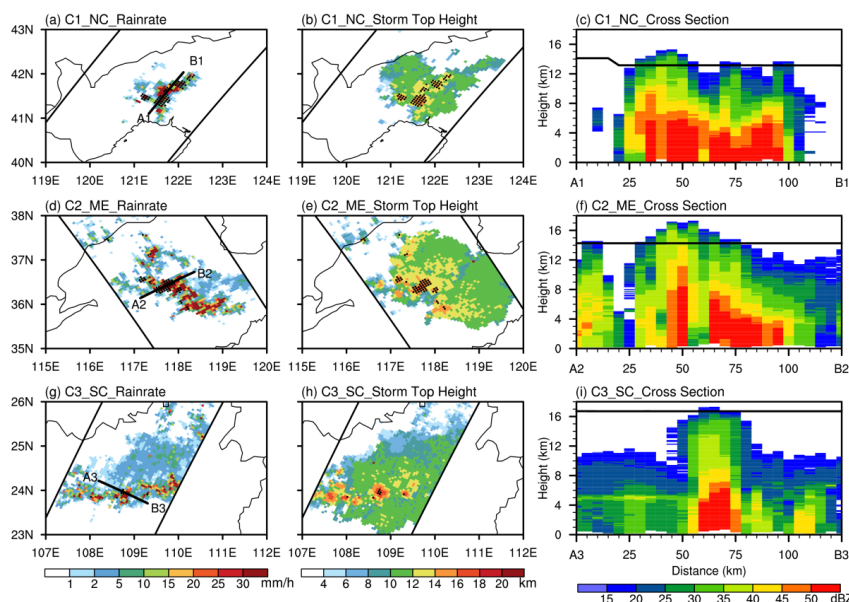 (a) C1_NC_Rainrate
(b) C1_NC_Storm Top Height
(c) C1_NC_Cross Section
43N
42N
41N
40N
B1
A1
119E 120E 121E 122E 123E 124E
119E 120E 121E 122E 123E 124E
Height (km)
16
12
8
4
0
A1 25 50 75 100 B1
(d) C2_ME_Rainrate
(e) C2_ME_Storm Top Height
(f) C2_ME_Cross Section
38N
37N
36N
35N
B2
A2
115E 116E 117E 118E 119E 120E
115E 116E 117E 118E 119E 120E
Height (km)
16
12
8
4
0
A2 25 50 75 100 B2
(g) C3_SC_Rainrate
(h) C3_SC_Storm Top Height
(i) C3_SC_Cross Section
26N
25N
24N
23N
A3
B3
107E 108E 109E 110E 111E 112E
107E 108E 109E 110E 111E 112E
Height (km)
16
12
8
4
0
A3 25 50 75 100 B3
Distance (km)
1 2 5 10 15 20 25 30 mm/h
4 6 8 10 12 14 16 18 20 km
15 20 25 30 35 40 45 50 dBZ